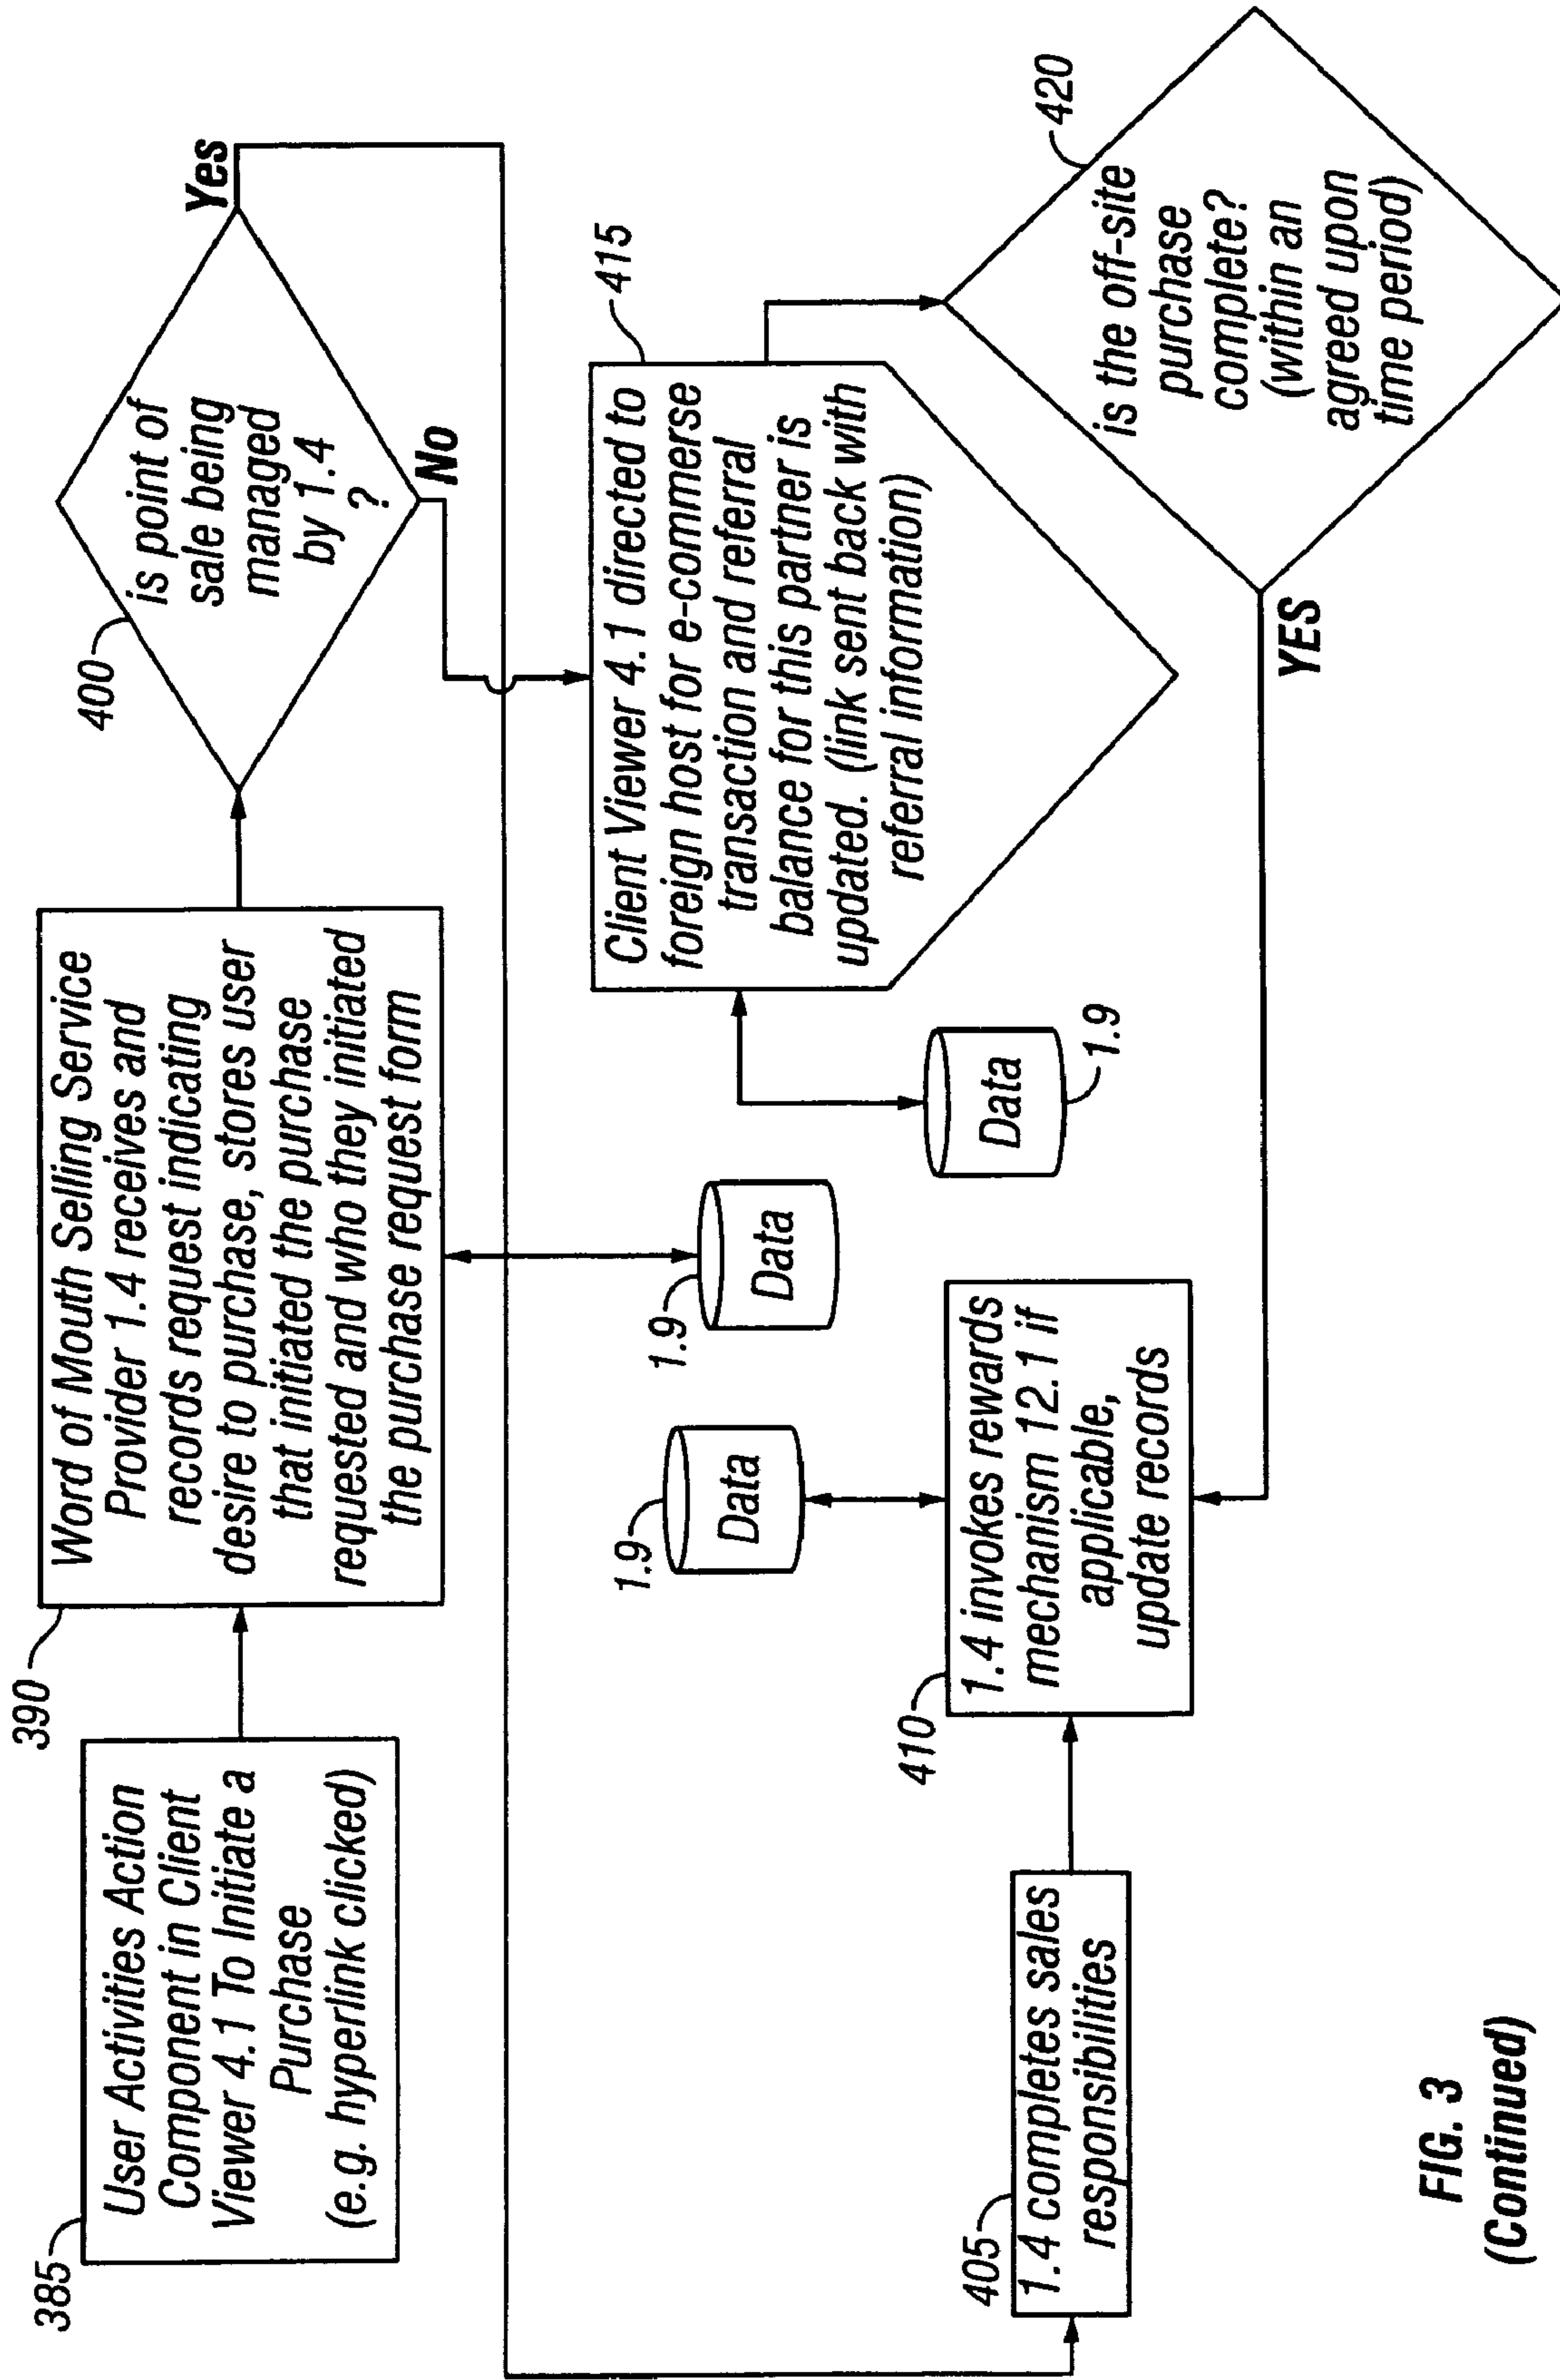 385
User Activities Action
Component in Client
Viewer 4.1 To Initiate a
Purchase
(e.g. hyperlink clicked)
390
Word of Mouth Selling Service
Provider 1.4 receives and
records request indicating
desire to purchase, stores user
that initiated the purchase
requested and who they initiated
the purchase request form
400
is point of
sale being
managed
by 1.4
?
Yes
No
1.9
Data
415
Client Viewer 4.1 directed to
foreign host for e-commerse
transaction and referral
balance for this partner is
updated. (link sent back with
referral information)
Data
1.9
420
is the off-site
purchase
complete?
(within an
agreed upon
time period)
YES
405
1.4 completes sales
responsibilities
410
1.4 invokes rewards
mechanism 12.1 if
applicable,
update records
1.9
Data
FIG. 3
(Continued)